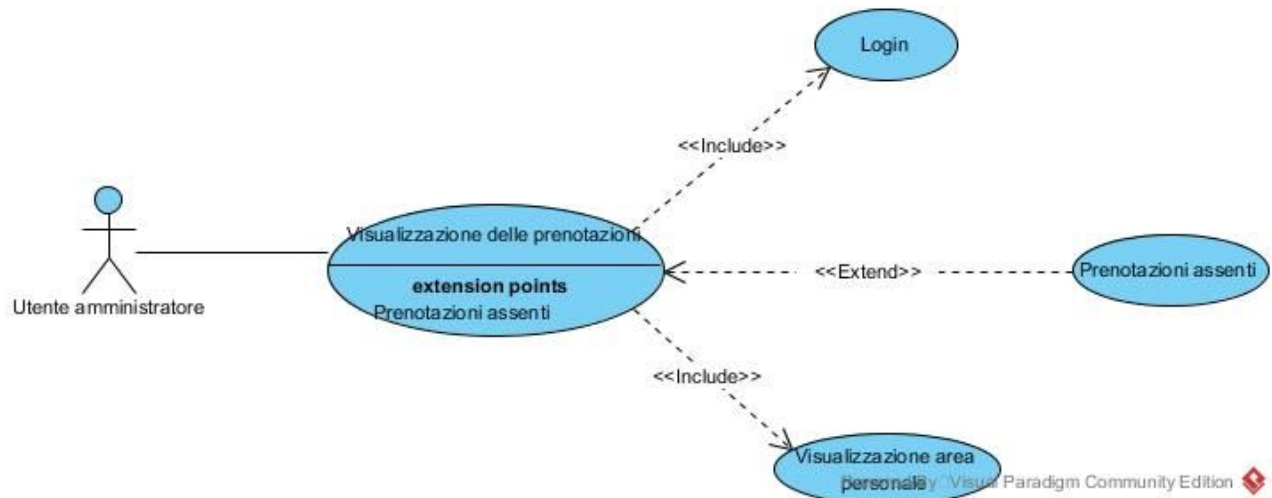 Login
<<Include>>
Visualizzazione delle prenotazioni
extension points
Prenotazioni assenti
<<Extend>>
Prenotazioni assenti
Utente amministratore
<<Include>>
Visualizzazione area
personale
Visual Paradigm Community Edition